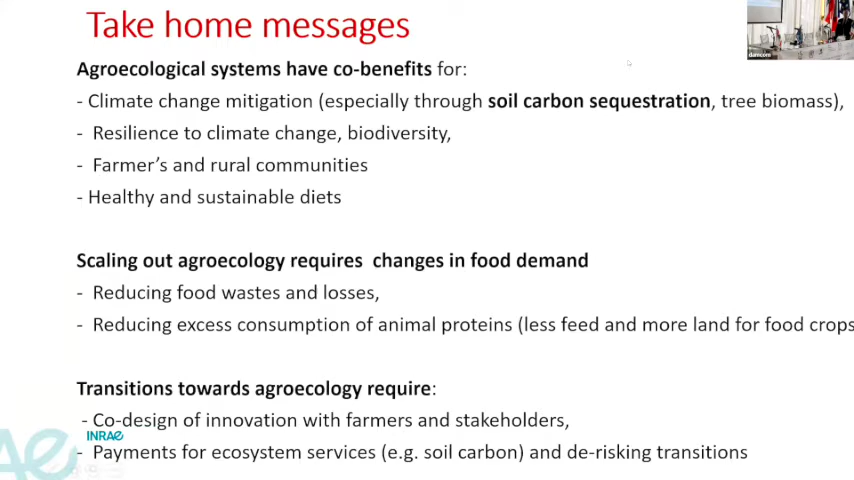 Take home messages
Agroecological systems have co-benefits for:
- Climate change mitigation (especially through soil carbon sequestration, tree biomass),
- Resilience to climate change, biodiversity,
- Farmer's and rural communities
- Healthy and sustainable diets
Scaling out agroecology requires changes in food demand
- Reducing food wastes and losses,
- Reducing excess consumption of animal proteins (less feed and more land for food crops
Transitions towards agroecology require:
- Co-design of innovation with farmers and stakeholders,
INRAE
- Payments for ecosystem services (e.g. soil carbon) and de-risking transitions